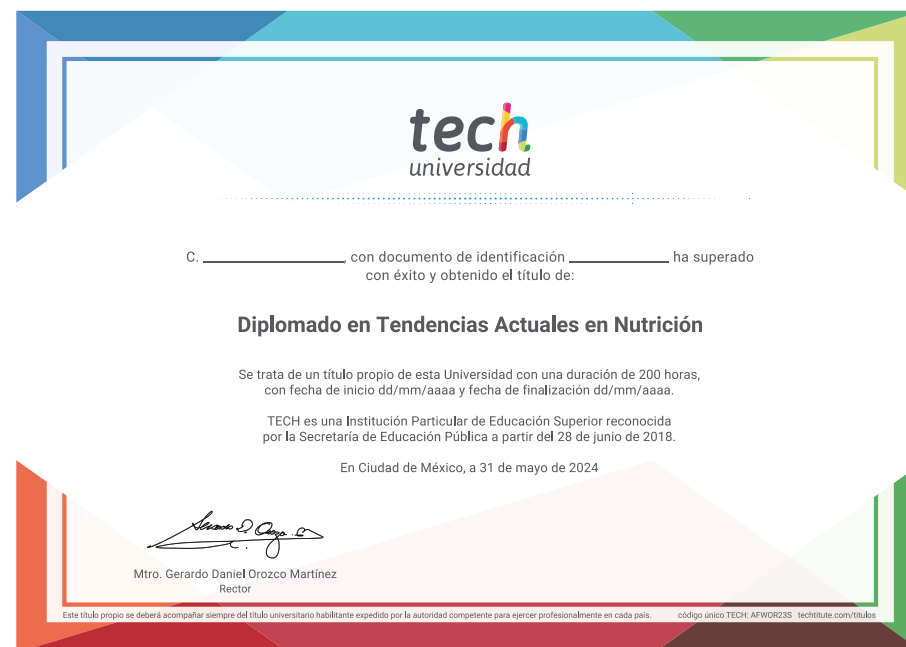 tech
universidad
C. ____________, con documento de identificación ____________ ha superado
con éxito y obtenido el título de:
Diplomado en Tendencias Actuales en Nutrición
Se trata de un título propio de esta Universidad con una duración de 200 horas,
con fecha de inicio dd/mm/aaaa y fecha de finalización dd/mm/aaaa.
TECH es una Institución Particular de Educación Superior reconocida
por la Secretaría de Educación Pública a partir del 28 de junio de 2018.
En Ciudad de México, a 31 de mayo de 2024
Mtro. Gerardo Daniel Orozco Martínez
Rector
Este título propio se deberá acompañar siempre del título universitario habilitante expedido por la autoridad competente para ejercer profesionalmente en cada país. código único TECH: AFWOR23S techtitute.com/títulos